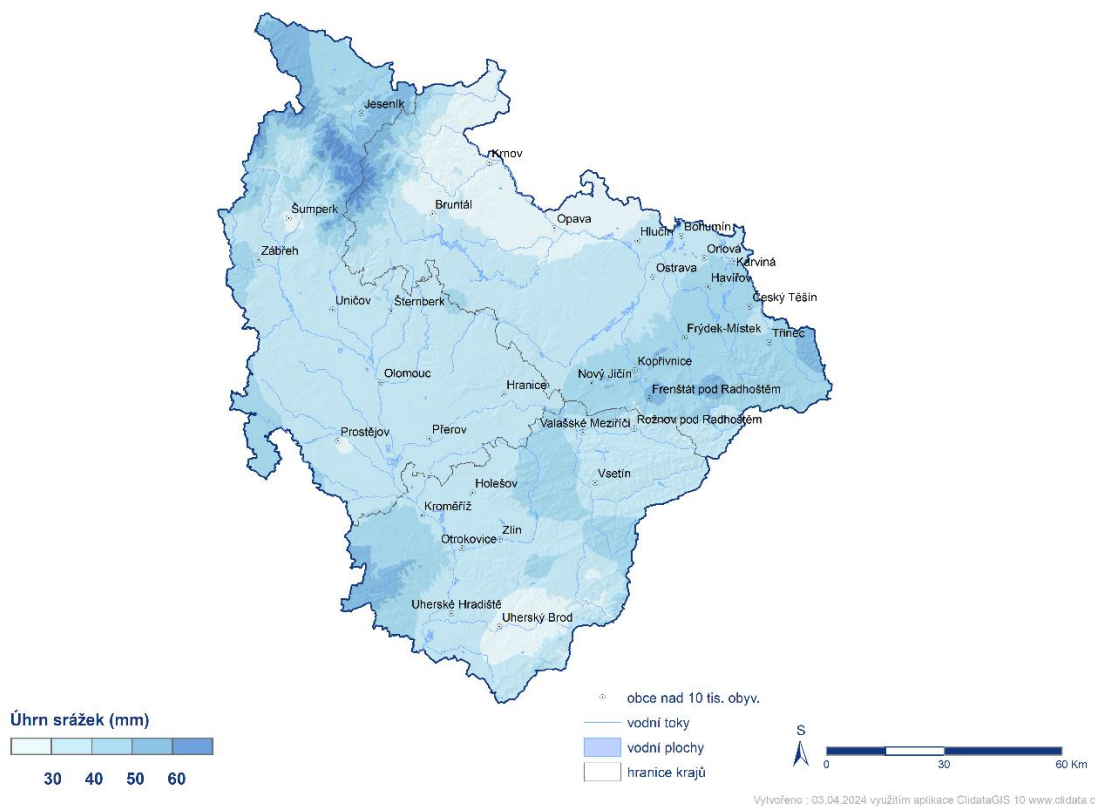 Jeseník
Krnov
Šumperk
Bruntál
Opava
Hlučín
Bohumín
Zábřeh
Orlová
Karviná
Ostrava
Havířov
Uničov
Šternberk
Český Těšín
Frýdek-Místek
Třinec
Kopřivnice
Olomouc
Hranice
Nový Jičín
Frenštát pod Radhoštěm
Prostějov
Přerov
Valašské Meziříčí
Rožnov pod Radhoštěm
Vsetín
Holešov
Kroměříž
Zlín
Otrokovice
Uherské Hradiště
Uherský Brod
Úhrn srážek (mm)
30 40 50 60
obce nad 10 tis. obyv.
vodní toky
vodní plochy
hranice krajů
S
0 30 60 Km
Vytvořeno : 03.04.2024 využitím aplikace ClidataGIS 10 www.clidata.c